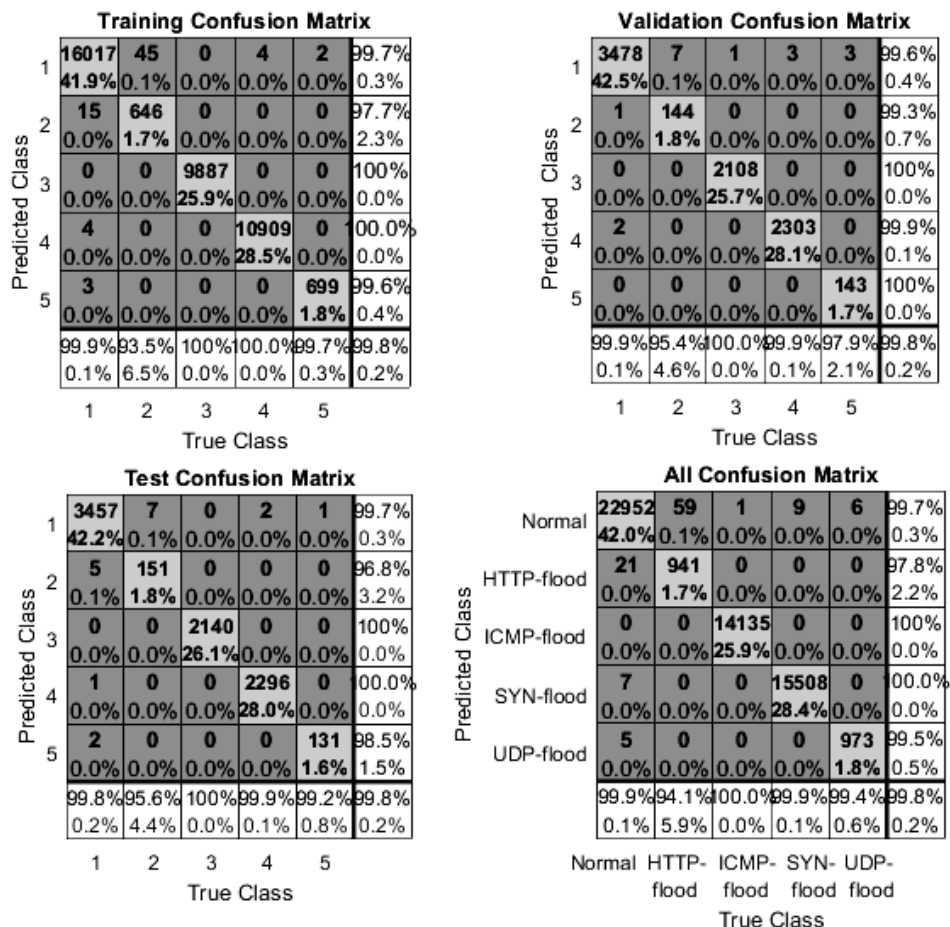 Training Confusion Matrix
1 16017 45 0 4 2 99.7%
41.9% 0.1% 0.0% 0.0% 0.0% 0.3%
2 15 646 0 0 0 97.7%
0.0% 1.7% 0.0% 0.0% 0.0% 2.3%
3 0 0 9887 0 0 100%
0.0% 0.0% 25.9% 0.0% 0.0% 0.0%
4 4 0 0 10909 0 100.0%
0.0% 0.0% 0.0% 28.5% 0.0% 0.0%
5 3 0 0 0 699 99.6%
0.0% 0.0% 0.0% 0.0% 1.8% 0.4%
99.9% 93.5% 100% 100.0% 99.7% 99.8%
0.1% 6.5% 0.0% 0.0% 0.3% 0.2%
1 2 3 4 5
True Class
Predicted Class
Validation Confusion Matrix
1 3478 7 1 3 3 99.6%
42.5% 0.1% 0.0% 0.0% 0.0% 0.4%
2 1 144 0 0 0 99.3%
0.0% 1.8% 0.0% 0.0% 0.0% 0.7%
3 0 0 2108 0 0 100%
0.0% 0.0% 25.7% 0.0% 0.0% 0.0%
4 2 0 0 2303 0 99.9%
0.0% 0.0% 0.0% 28.1% 0.0% 0.1%
5 0 0 0 0 143 100%
0.0% 0.0% 0.0% 0.0% 1.7% 0.0%
99.9% 95.4% 100.0% 99.9% 97.9% 99.8%
0.1% 4.6% 0.0% 0.1% 2.1% 0.2%
1 2 3 4 5
True Class
Predicted Class
Test Confusion Matrix
1 3457 7 0 2 1 99.7%
42.2% 0.1% 0.0% 0.0% 0.0% 0.3%
2 5 151 0 0 0 96.8%
0.1% 1.8% 0.0% 0.0% 0.0% 3.2%
3 0 0 2140 0 0 100%
0.0% 0.0% 26.1% 0.0% 0.0% 0.0%
4 1 0 0 2296 0 100.0%
0.0% 0.0% 0.0% 28.0% 0.0% 0.0%
5 2 0 0 0 131 98.5%
0.0% 0.0% 0.0% 0.0% 1.6% 1.5%
99.8% 95.6% 100% 99.9% 99.2% 99.8%
0.2% 4.4% 0.0% 0.1% 0.8% 0.2%
1 2 3 4 5
True Class
Predicted Class
All Confusion Matrix
Normal 22952 59 1 9 6 99.7%
42.0% 0.1% 0.0% 0.0% 0.0% 0.3%
HTTP-flood 21 941 0 0 0 97.8%
0.0% 1.7% 0.0% 0.0% 0.0% 2.2%
ICMP-flood 0 0 14135 0 0 100%
0.0% 0.0% 25.9% 0.0% 0.0% 0.0%
SYN-flood 7 0 0 15508 0 100.0%
0.0% 0.0% 0.0% 28.4% 0.0% 0.0%
UDP-flood 5 0 0 0 973 99.5%
0.0% 0.0% 0.0% 0.0% 1.8% 0.5%
99.9% 94.1% 100.0% 99.9% 99.4% 99.8%
0.1% 5.9% 0.0% 0.1% 0.6% 0.2%
Normal HTTP- ICMP- SYN- UDP-
flood flood flood flood
True Class
Predicted Class